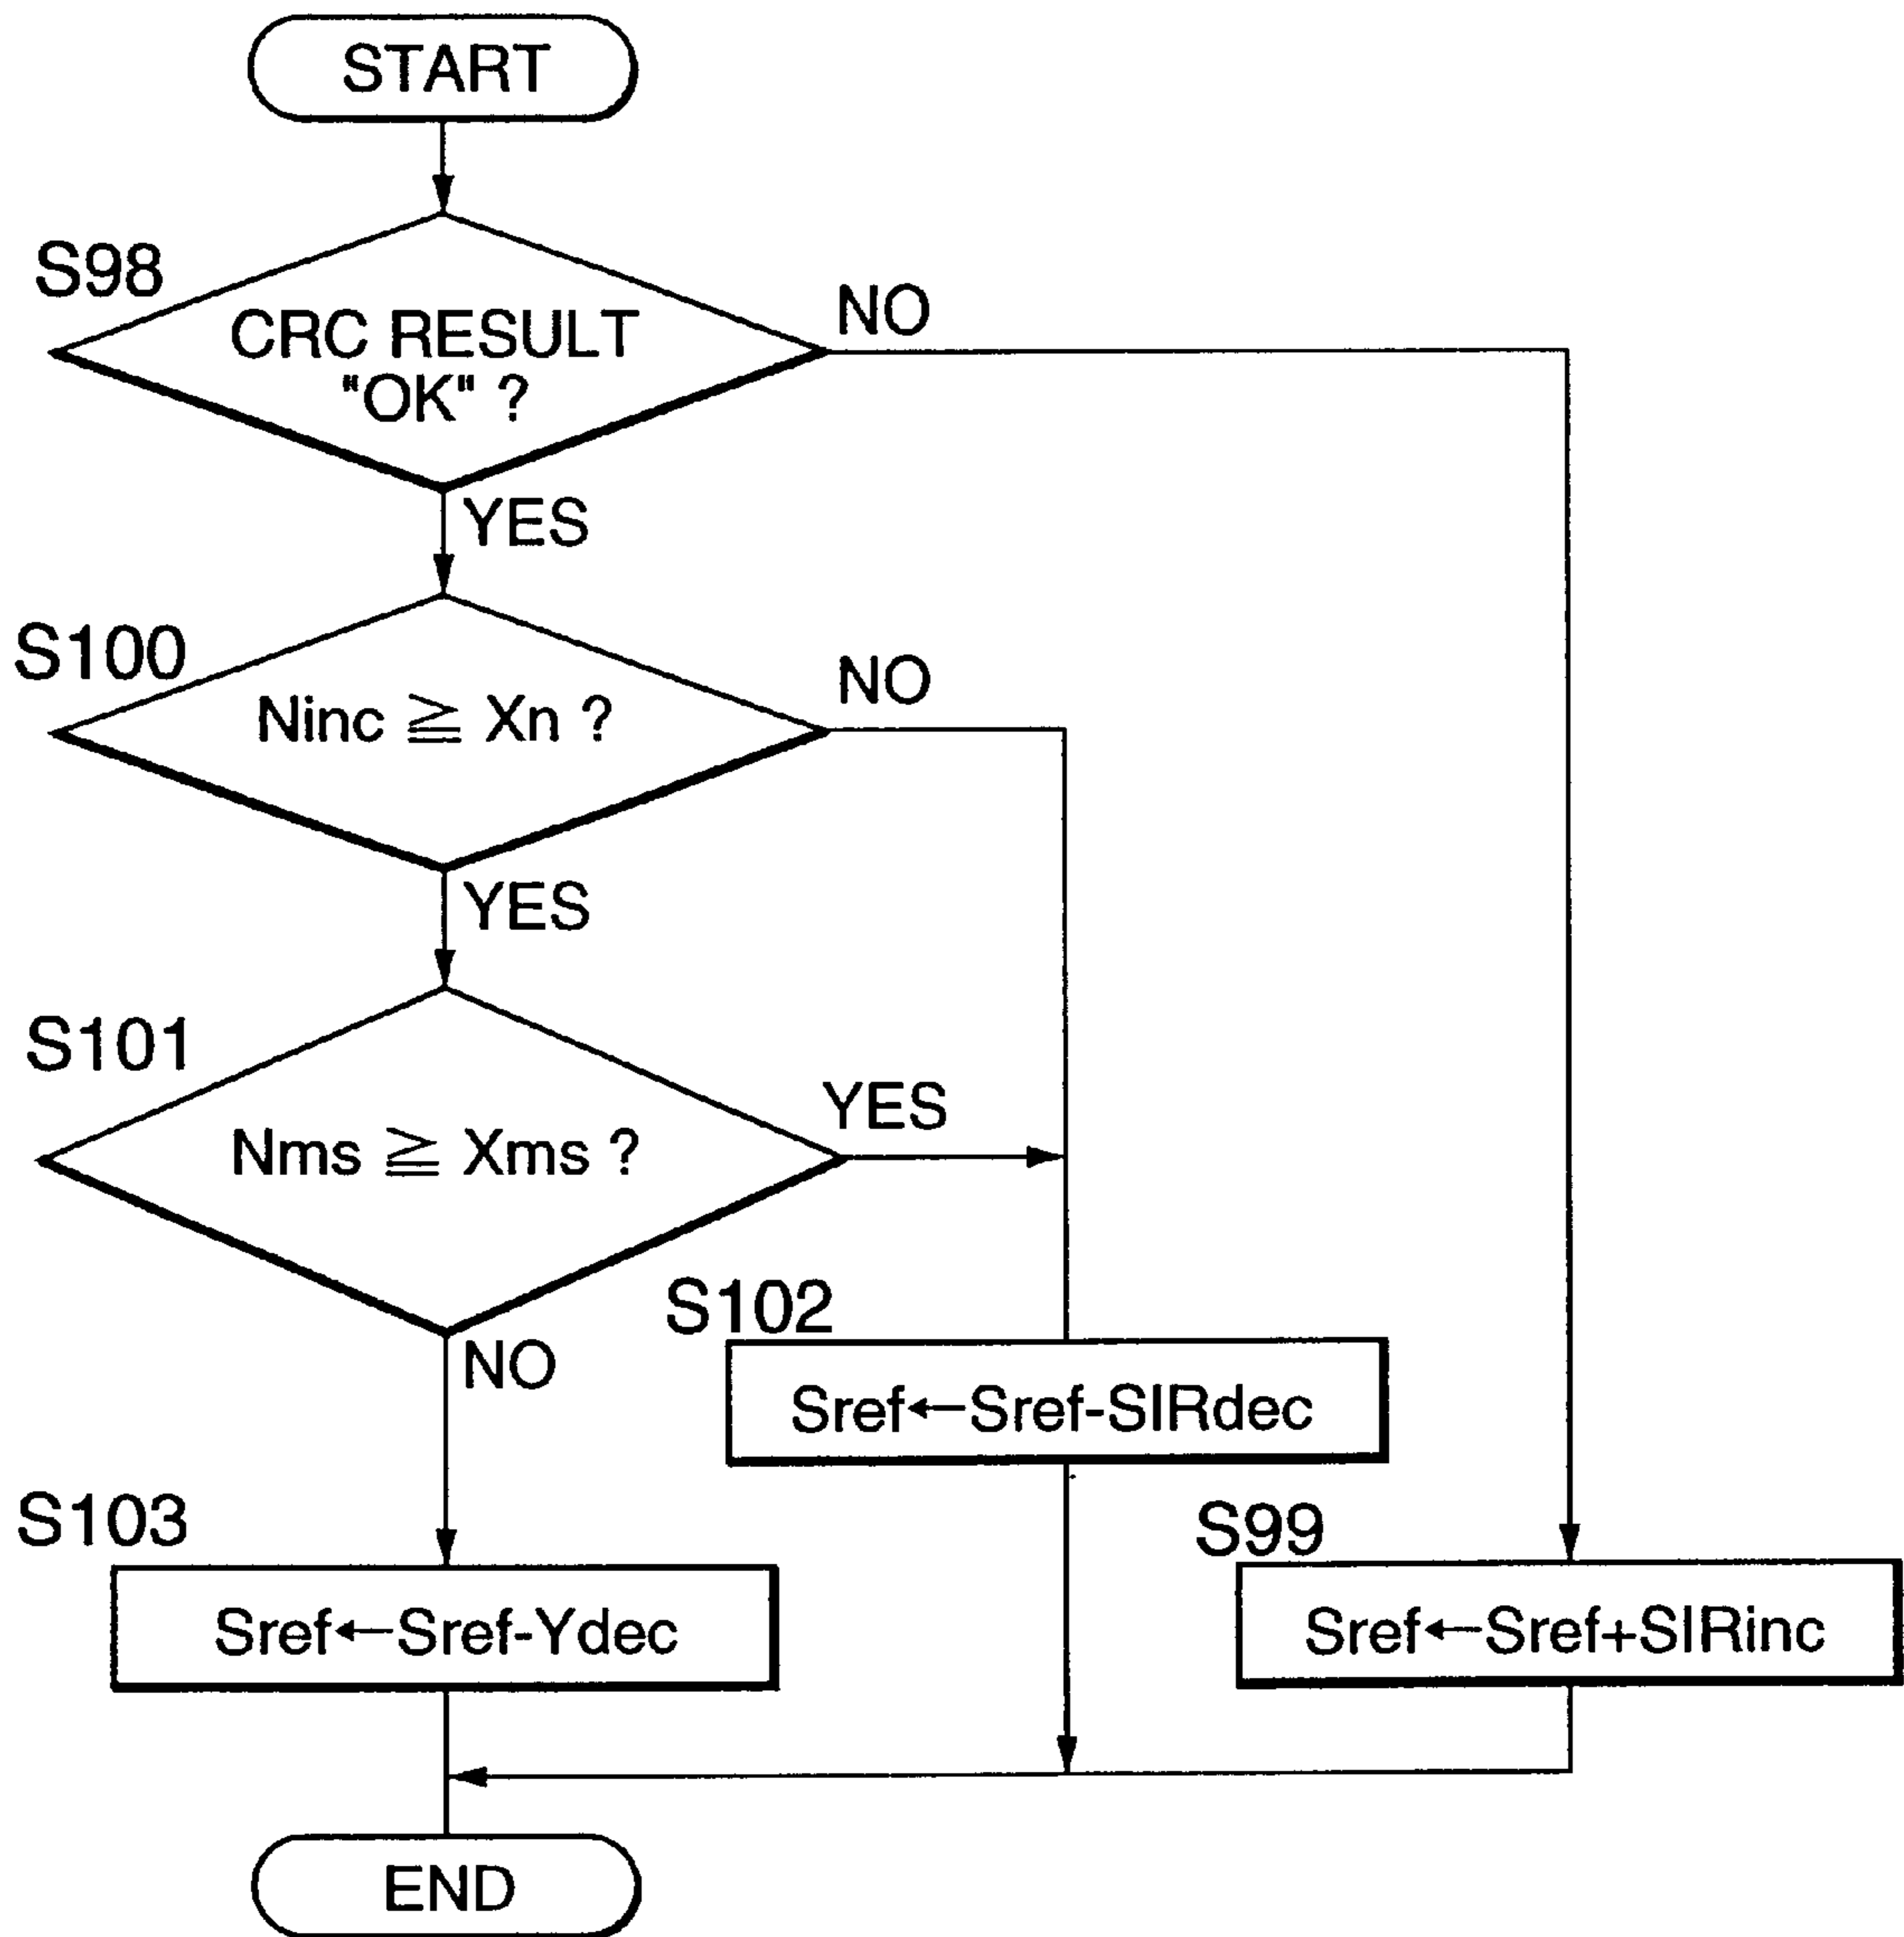 START
S98
CRC RESULT
"OK" ?
NO
YES
S100
Ninc ≧ Xn ?
NO
YES
S101
Nms ≧ Xms ?
YES
NO
S102
Sref←Sref-SIRdec
S103
Sref←Sref-Ydec
S99
Sref←Sref+SIRinc
END